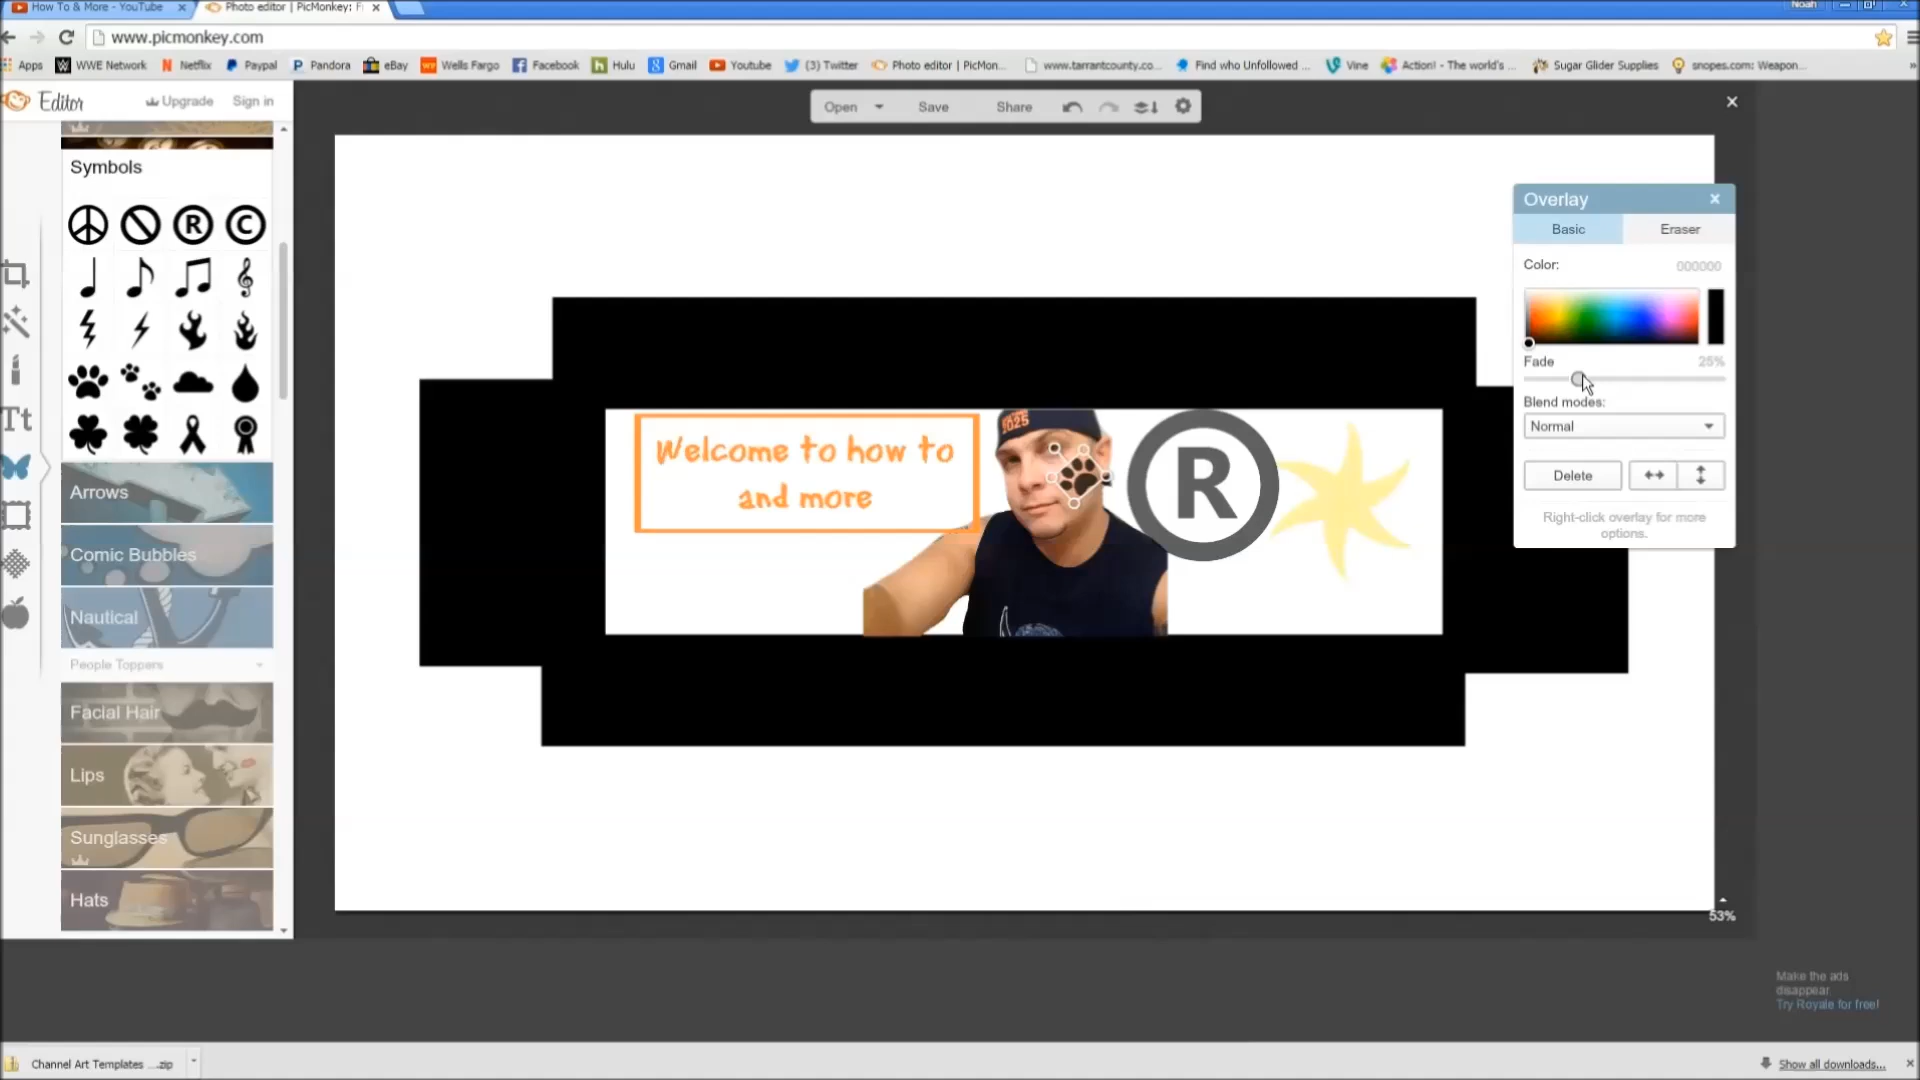 How To & More - YouTube
Photo editor | PicMonkey: F
Noah
www.picmonkey.com
Apps
WWE Network
Netflix
Paypal
Pandora
eBay
Wells Fargo
Facebook
Hulu
Gmail
Youtube
(3) Twitter
Photo editor | PicMon...
www.tarrantcounty.co...
Find who Unfollowed ...
Vine
Action! - The world's ...
Sugar Glider Supplies
snopes.com: Weapon...
Editor
Upgrade
Sign in
Open
Save
Share
Symbols
R
C
Tt
Arrows
Comic Bubbles
Nautical
People Toppers
Facial Hair
Lips
Sunglasses
Hats
Welcome to how to
and more
2025
R
Overlay
Basic
Eraser
Color:
000000
Fade
25%
Blend modes:
Normal
Delete
Right-click overlay for more
options.
53%
Make the ads
disappear.
Try Royale for free!
Channel Art Templates ....zip
Show all downloads...